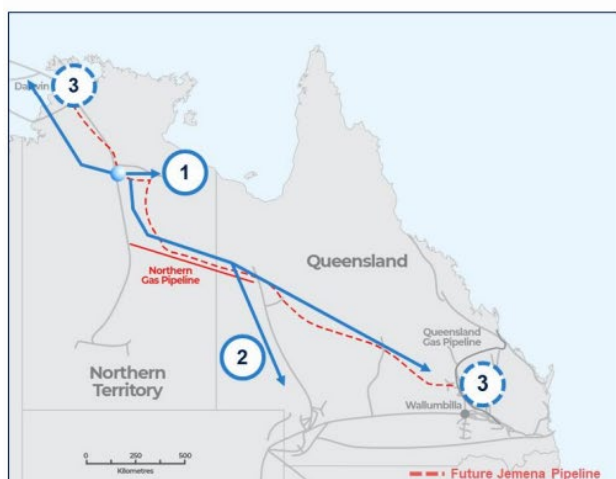 Darwin
3
1
Northern
Gas Pipeline
Queensland
2
Queensland
Gas Pipeline
Northern
Territory
3
Wallumbilla
0 250 500
Kilometres
Future Jemena Pipeline